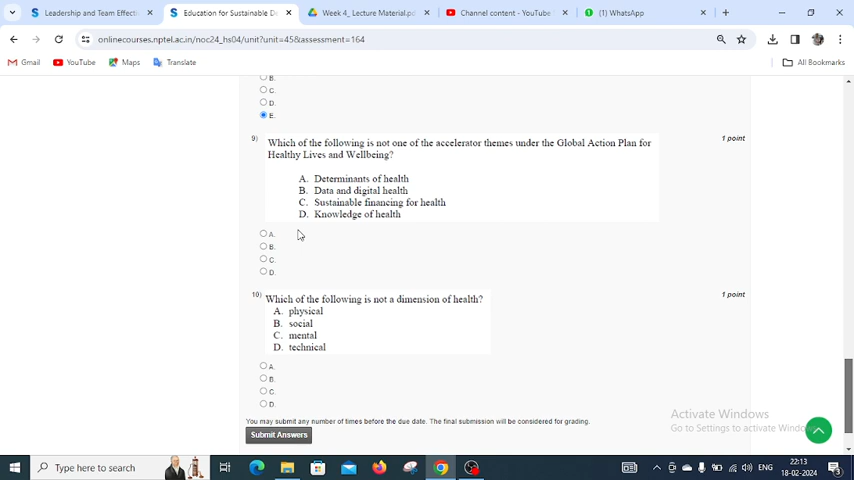 Leadership and Team Effecti
Education for Sustainable De
Week 4_ Lecture Material.pd
Channel content - YouTube
(1) WhatsApp
onlinecourses.nptel.ac.in/noc24_hs04/unit?unit=45&assessment=164
Gmail
YouTube
Maps
Translate
All Bookmarks
B.
C.
D.
E.
9)
Which of the following is not one of the accelerator themes under the Global Action Plan for
1 point
Healthy Lives and Wellbeing?
A. Determinants of health
B. Data and digital health
C. Sustainable financing for health
D. Knowledge of health
A.
B.
C.
D.
10)
Which of the following is not a dimension of health?
1 point
A. physical
B. social
C. mental
D. technical
A.
B.
C.
D.
You may submit any number of times before the due date. The final submission will be considered for grading.
Submit Answers
Activate Windows
Go to Settings to activate Windo
Type here to search
ENG
22:13
18-02-2024
3